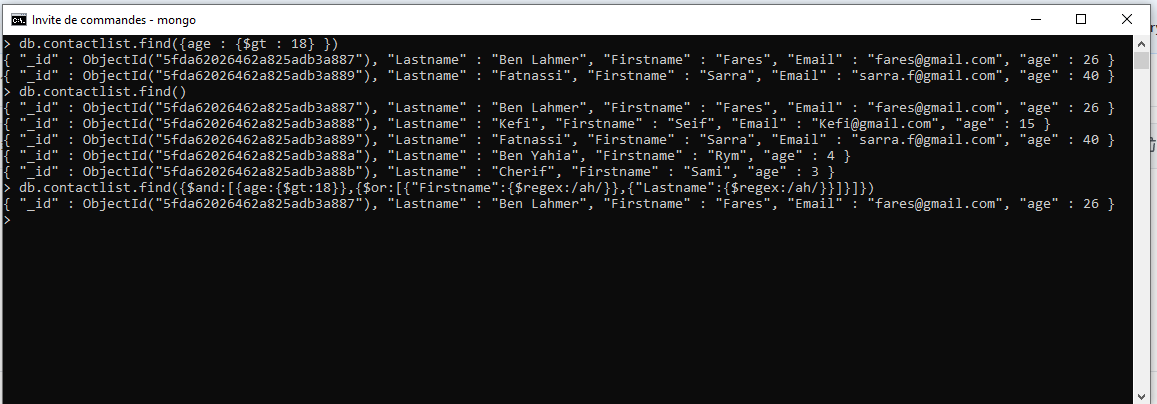 Invite de commandes - mongo
> db.contactlist.find({age : {$gt : 18} })
{ "_id" : ObjectId("5fda62026462a825adb3a887"), "Lastname" : "Ben Lahmer", "Firstname" : "Fares", "Email" : "fares@gmail.com", "age" : 26 }
{ "_id" : ObjectId("5fda62026462a825adb3a889"), "Lastname" : "Fatnassi", "Firstname" : "Sarra", "Email" : "sarra.f@gmail.com", "age" : 40 }
> db.contactlist.find()
{ "_id" : ObjectId("5fda62026462a825adb3a887"), "Lastname" : "Ben Lahmer", "Firstname" : "Fares", "Email" : "fares@gmail.com", "age" : 26 }
{ "_id" : ObjectId("5fda62026462a825adb3a888"), "Lastname" : "Kefi", "Firstname" : "Seif", "Email" : "Kefi@gmail.com", "age" : 15 }
{ "_id" : ObjectId("5fda62026462a825adb3a889"), "Lastname" : "Fatnassi", "Firstname" : "Sarra", "Email" : "sarra.f@gmail.com", "age" : 40 }
{ "_id" : ObjectId("5fda62026462a825adb3a88a"), "Lastname" : "Ben Yahia", "Firstname" : "Rym", "age" : 4 }
{ "_id" : ObjectId("5fda62026462a825adb3a88b"), "Lastname" : "Cherif", "Firstname" : "Sami", "age" : 3 }
> db.contactlist.find({$and:[{age:{$gt:18}},{$or:[{"Firstname":{$regex:/ah/}},{"Lastname":{$regex:/ah/}}]}]})
{ "_id" : ObjectId("5fda62026462a825adb3a887"), "Lastname" : "Ben Lahmer", "Firstname" : "Fares", "Email" : "fares@gmail.com", "age" : 26 }
>